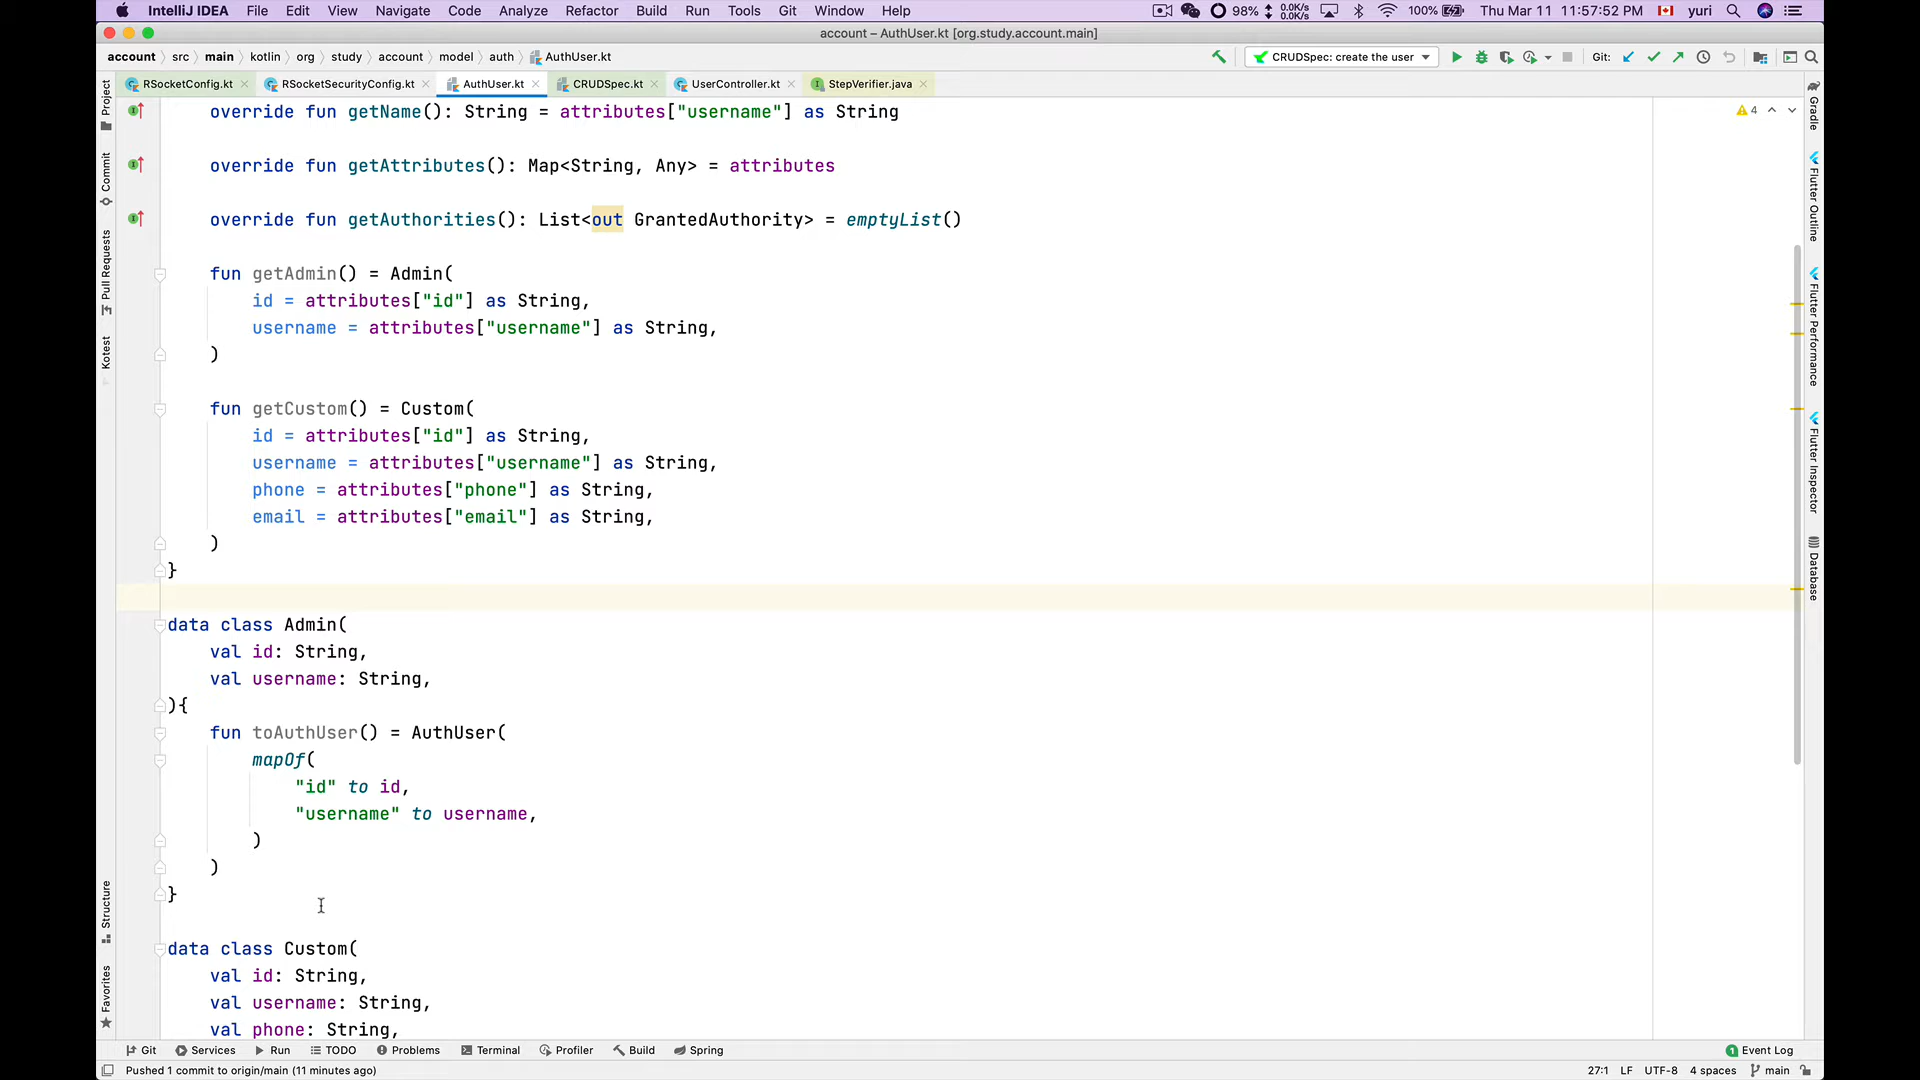 IntelliJ IDEA File Edit View Navigate Code Analyze Refactor Build Run Tools Git Window Help 98% 0.0K/s 0.0K/s 100% Thu Mar 11 11:57:52 PM yuri
account – AuthUser.kt [org.study.account.main]
account src main kotlin org study account model auth AuthUser.kt CRUDSpec: create the user Git:
RSocketConfig.kt RSocketSecurityConfig.kt AuthUser.kt CRUDSpec.kt UserController.kt StepVerifier.java
Project
Commit
Pull Requests
Kotest
Structure
Favorites
override fun getName(): String = attributes["username"] as String
override fun getAttributes(): Map<String, Any> = attributes
override fun getAuthorities(): List<out GrantedAuthority> = emptyList()
fun getAdmin() = Admin(
id = attributes["id"] as String,
username = attributes["username"] as String,
)
fun getCustom() = Custom(
id = attributes["id"] as String,
username = attributes["username"] as String,
phone = attributes["phone"] as String,
email = attributes["email"] as String,
)
}
data class Admin(
val id: String,
val username: String,
){
fun toAuthUser() = AuthUser(
mapOf(
"id" to id,
"username" to username,
)
)
}
data class Custom(
val id: String,
val username: String,
val phone: String,
4
Gradle
Flutter Outline
Flutter Performance
Flutter Inspector
Database
Git Services Run TODO Problems Terminal Profiler Build Spring 1 Event Log
Pushed 1 commit to origin/main (11 minutes ago) 27:1 LF UTF-8 4 spaces main